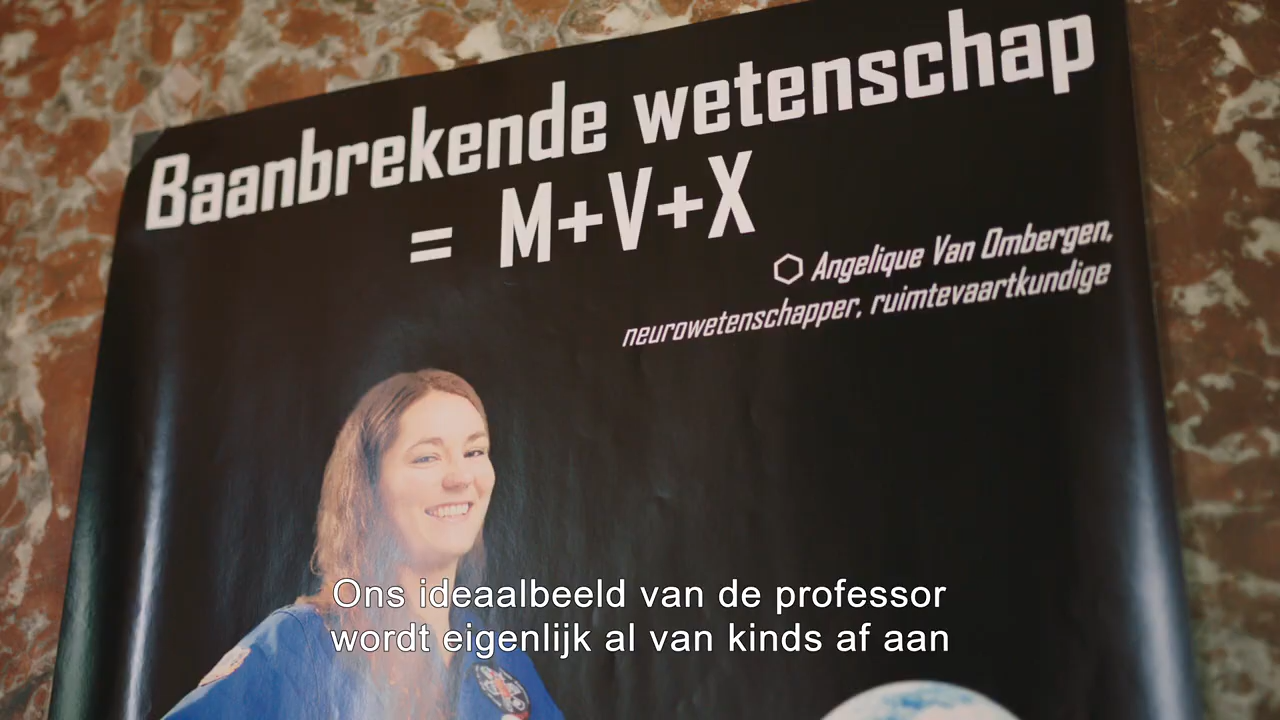 Baanbrekende wetenschap
= M+V+X
Angelique Van Ombergen,
neurowetenschapper, ruimtevaartkundige
Ons ideaalbeeld van de professor
wordt eigenlijk al van kinds af aan